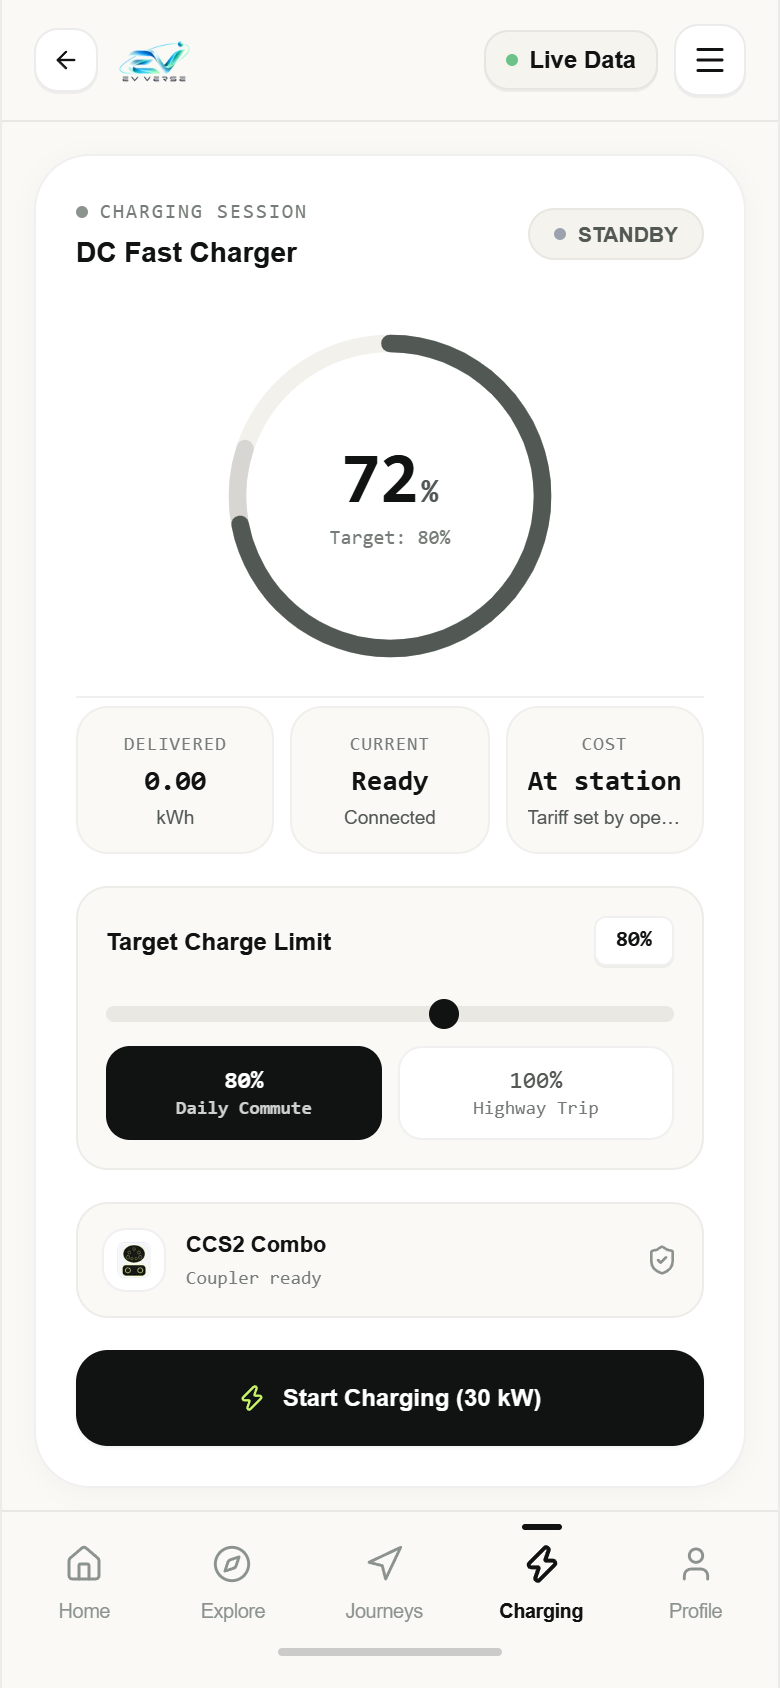 EV VERSE
Live Data
CHARGING SESSION
DC Fast Charger
STANDBY
72%
Target: 80%
DELIVERED
0.00
kWh
CURRENT
Ready
Connected
COST
At station
Tariff set by ope...
Target Charge Limit
80%
80%
Daily Commute
100%
Highway Trip
CCS2 Combo
Coupler ready
Start Charging (30 kW)
Home
Explore
Journeys
Charging
Profile